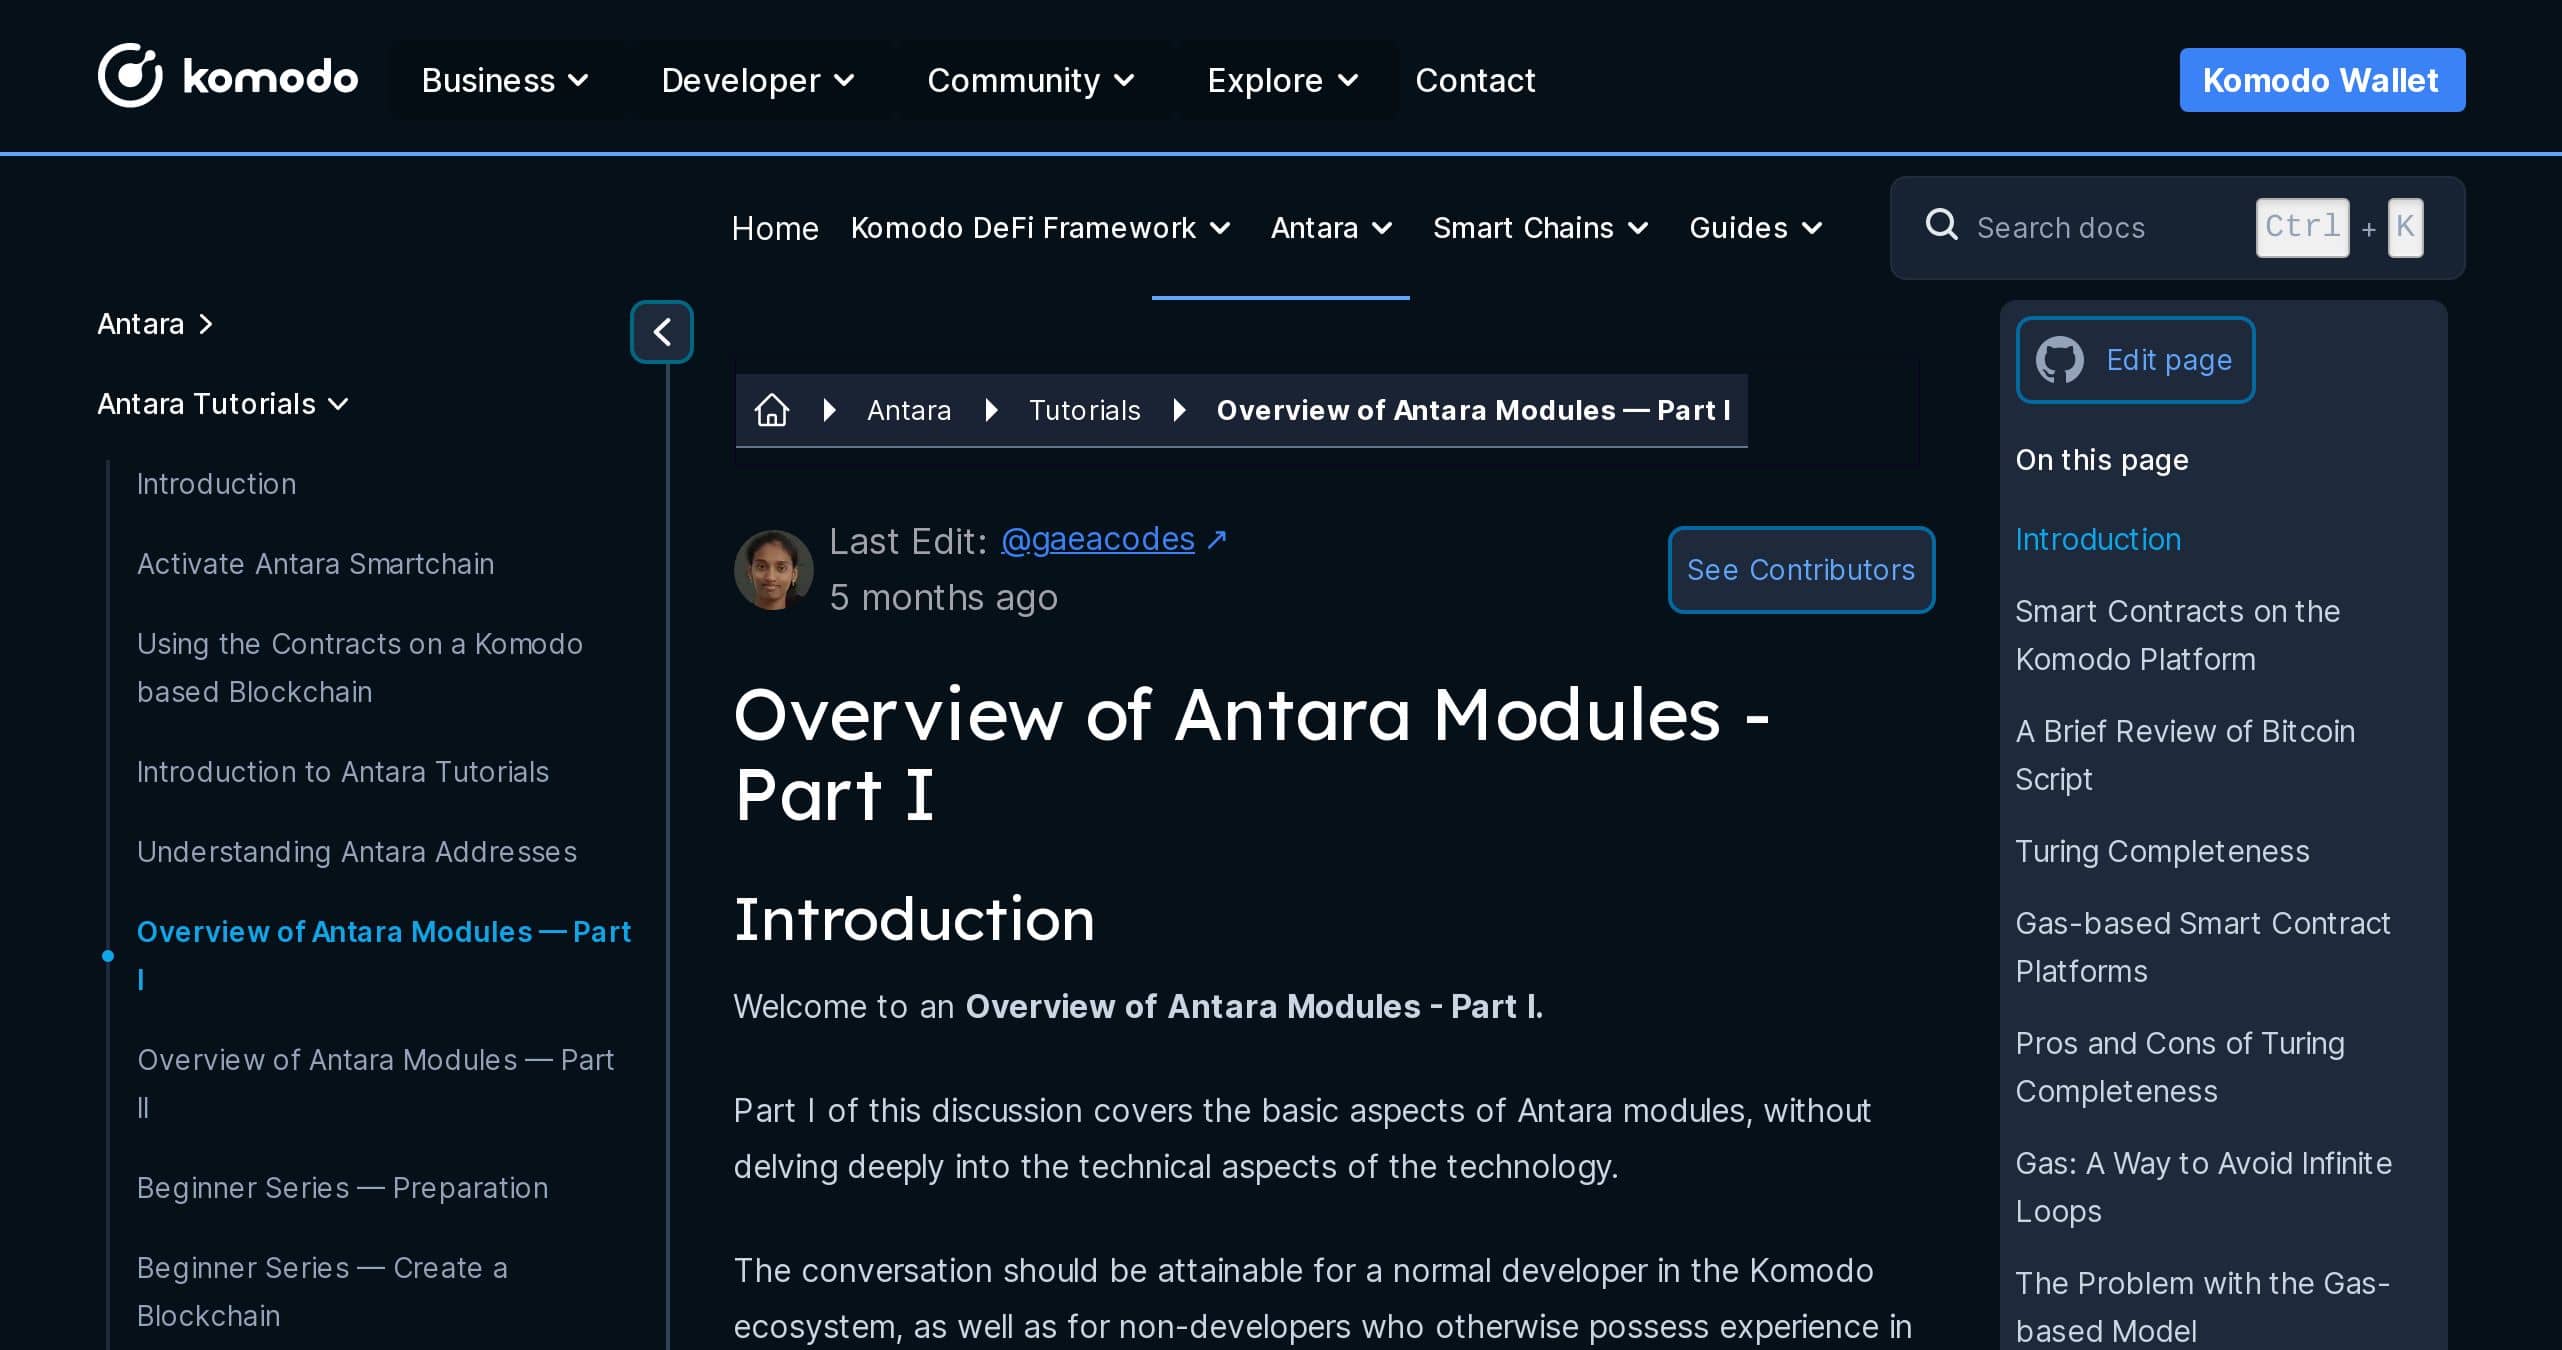 komodo
Business
Developer
Community
Explore
Contact
Komodo Wallet
Home
Komodo DeFi Framework
Antara
Smart Chains
Guides
Search docs
Ctrl + K
Antara
Antara Tutorials
Introduction
Activate Antara Smartchain
Using the Contracts on a Komodo
based Blockchain
Introduction to Antara Tutorials
Understanding Antara Addresses
Overview of Antara Modules — Part
I
Overview of Antara Modules — Part
II
Beginner Series — Preparation
Beginner Series — Create a
Blockchain
Antara
Tutorials
Overview of Antara Modules — Part I
Last Edit: @gaeacodes ↗
5 months ago
See Contributors
Overview of Antara Modules -
Part I
Introduction
Welcome to an Overview of Antara Modules - Part I.
Part I of this discussion covers the basic aspects of Antara modules, without
delving deeply into the technical aspects of the technology.
The conversation should be attainable for a normal developer in the Komodo
ecosystem, as well as for non-developers who otherwise possess experience in
Edit page
On this page
Introduction
Smart Contracts on the
Komodo Platform
A Brief Review of Bitcoin
Script
Turing Completeness
Gas-based Smart Contract
Platforms
Pros and Cons of Turing
Completeness
Gas: A Way to Avoid Infinite
Loops
The Problem with the Gas-
based Model